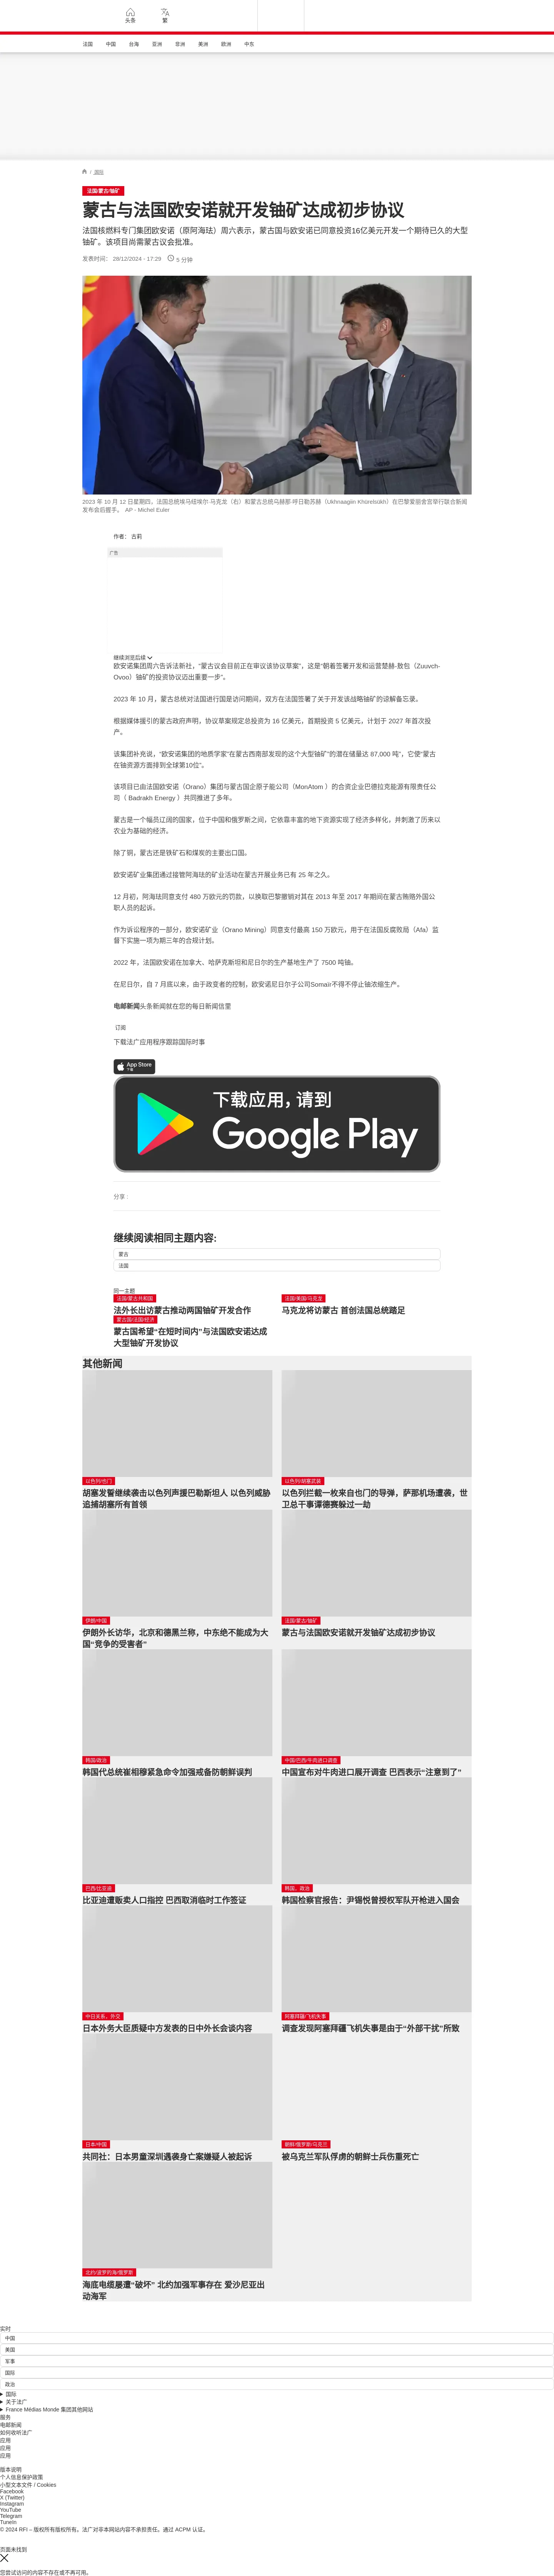 头条
繁
法国
中国
台海
亚洲
非洲
美洲
欧洲
中东
/ 国际
法国/蒙古/铀矿
蒙古与法国欧安诺就开发铀矿达成初步协议
法国核燃料专门集团欧安诺（原阿海珐）周六表示，蒙古国与欧安诺已同意投资16亿美元开发一个期待已久的大型
铀矿。该项目尚需蒙古议会批准。
发表时间： 28/12/2024 - 17:29
5 分钟
2023 年 10 月 12 日星期四，法国总统埃马纽埃尔·马克龙（右）和蒙古总统乌赫那·呼日勒苏赫（Ukhnaagiin Khürelsükh）在巴黎爱丽舍宫举行联合新闻
发布会后握手。 AP - Michel Euler
作者： 古莉
广告
继续浏览后续
欧安诺集团周六告诉法新社，“蒙古议会目前正在审议该协议草案”，这是“朝着签署开发和运营楚赫-敖包（Zuuvch-
Ovoo）铀矿的投资协议迈出重要一步”。
2023 年 10 月，蒙古总统对法国进行国是访问期间，双方在法国签署了关于开发该战略铀矿的谅解备忘录。
根据媒体援引的蒙古政府声明，协议草案规定总投资为 16 亿美元，首期投资 5 亿美元，计划于 2027 年首次投
产。
该集团补充说，“欧安诺集团的地质学家”在蒙古西南部发现的这个大型铀矿“的潜在储量达 87,000 吨”，它使“蒙古
在铀资源方面排到全球第10位”。
该项目已由法国欧安诺（Orano）集团与蒙古国企原子能公司（MonAtom ）的合资企业巴德拉克能源有限责任公
司（ Badrakh Energy ）共同推进了多年。
蒙古是一个幅员辽阔的国家，位于中国和俄罗斯之间，它依靠丰富的地下资源实现了经济多样化，并刺激了历来以
农业为基础的经济。
除了铜，蒙古还是铁矿石和煤炭的主要出口国。
欧安诺矿业集团通过接管阿海珐的矿业活动在蒙古开展业务已有 25 年之久。
12 月初，阿海珐同意支付 480 万欧元的罚款，以换取巴黎撤销对其在 2013 年至 2017 年期间在蒙古贿赂外国公
职人员的起诉。
作为诉讼程序的一部分，欧安诺矿业（Orano Mining）同意支付最高 150 万欧元，用于在法国反腐败局（Afa）监
督下实施一项为期三年的合规计划。
2022 年，法国欧安诺在加拿大、哈萨克斯坦和尼日尔的生产基地生产了 7500 吨铀。
在尼日尔，自 7 月底以来，由于政变者的控制，欧安诺尼日尔子公司Somaïr不得不停止铀浓缩生产。
电邮新闻头条新闻就在您的每日新闻信里
订阅
下载法广应用程序跟踪国际时事
App Store
下载
下载应用，请到
Google Play
分享 :
继续阅读相同主题内容:
蒙古
法国
同一主题
法国/蒙古共和国
法外长出访蒙古推动两国铀矿开发合作
法国/美国/马克龙
马克龙将访蒙古 首创法国总统踏足
蒙古国/法国/经济
蒙古国希望“在短时间内”与法国欧安诺达成
大型铀矿开发协议
其他新闻
以色列/也门
胡塞发誓继续袭击以色列声援巴勒斯坦人 以色列威胁
追捕胡塞所有首领
以色列/胡塞武装
以色列拦截一枚来自也门的导弹，萨那机场遭袭，世
卫总干事谭德赛躲过一劫
伊朗/中国
伊朗外长访华，北京和德黑兰称，中东绝不能成为大
国“竞争的受害者”
法国/蒙古/铀矿
蒙古与法国欧安诺就开发铀矿达成初步协议
韩国/政治
韩国代总统崔相穆紧急命令加强戒备防朝鲜误判
中国/巴西/牛肉进口调查
中国宣布对牛肉进口展开调查 巴西表示“注意到了”
巴西/比亚迪
比亚迪遭贩卖人口指控 巴西取消临时工作签证
韩国，政治
韩国检察官报告：尹锡悦曾授权军队开枪进入国会
中日关系，外交
日本外务大臣质疑中方发表的日中外长会谈内容
阿塞拜疆/飞机失事
调查发现阿塞拜疆飞机失事是由于“外部干扰”所致
日本/中国
共同社：日本男童深圳遇袭身亡案嫌疑人被起诉
朝鲜/俄罗斯/乌克兰
被乌克兰军队俘虏的朝鲜士兵伤重死亡
北约/波罗的海/俄罗斯
海底电缆屡遭“破坏” 北约加强军事存在 爱沙尼亚出
动海军
实时
中国
美国
军事
国际
政治
国际
关于法广
France Médias Monde 集团其他网站
服务
电邮新闻
如何收听法广
应用
应用
应用
版本说明
个人信息保护政策
小型文本文件 / Cookies
Facebook
X (Twitter)
Instagram
YouTube
Telegram
TuneIn
© 2024 RFI – 版权所有版权所有。法广对非本网站内容不承担责任。通过 ACPM 认证。
页面未找到
您尝试访问的内容不存在或不再可用。